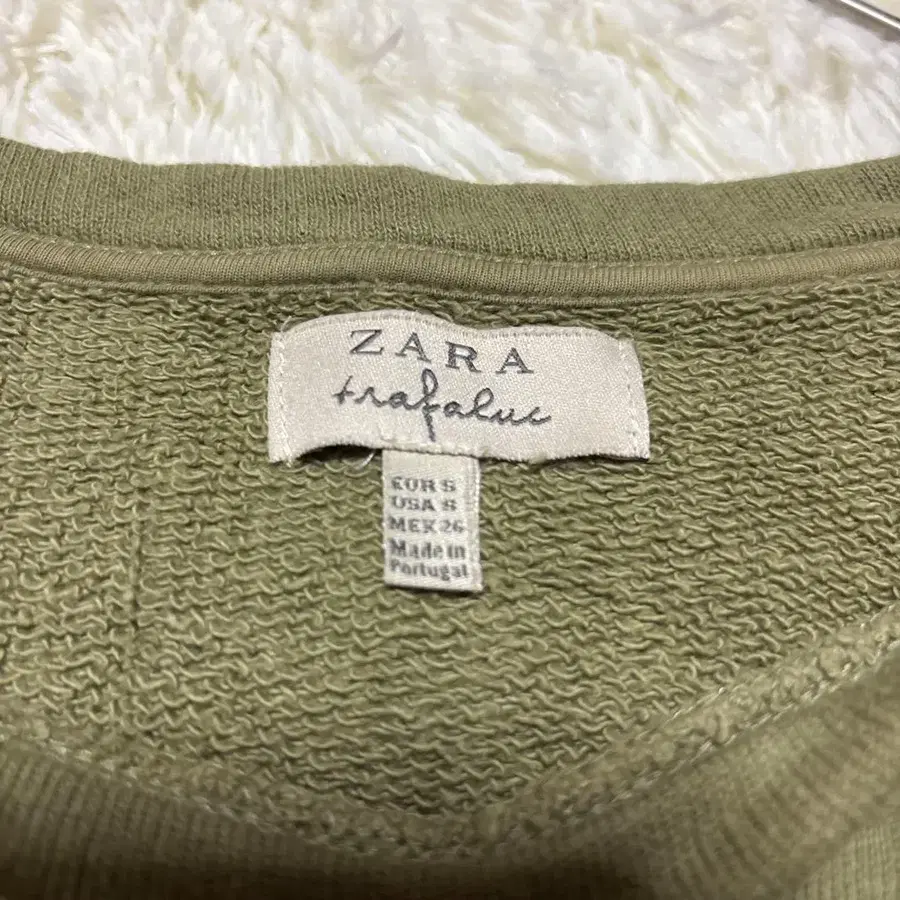 ZARA
trafaluc
EUR S
USA S
MEX 26
Made in
Portugal